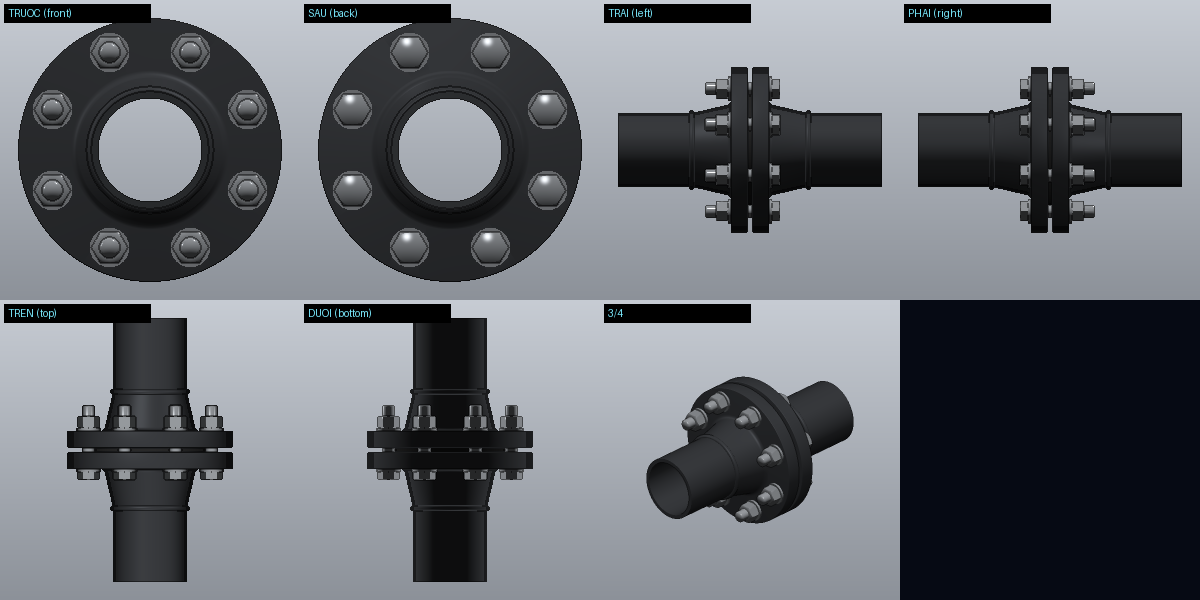 TRUOC (front)
SAU (back)
TRAI (left)
PHAI (right)
TREN (top)
DUOI (bottom)
3/4